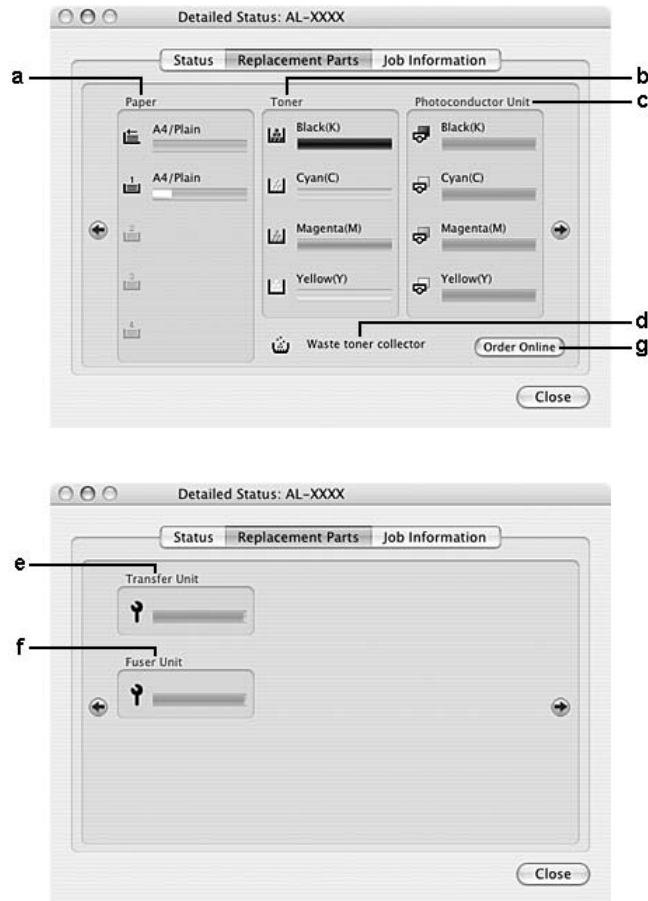 Detailed Status: AL-XXXX
Status Replacement Parts Job Information
a b
c
Paper Toner Photoconductor Unit
A4/Plain Black(K) Black(K)
1 A4/Plain Cyan(C) Cyan(C)
2 Magenta(M) Magenta(M)
3 Yellow(Y) Yellow(Y)
4
d
Waste toner collector
Order Online g
Close
Detailed Status: AL-XXXX
Status Replacement Parts Job Information
e
Transfer Unit
f
Fuser Unit
Close